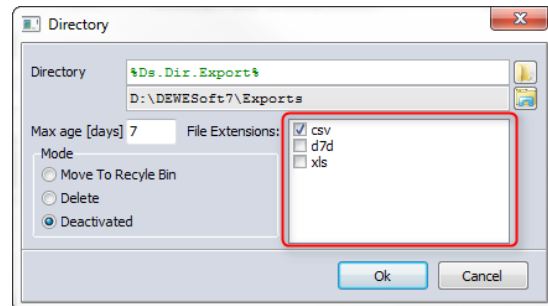 Directory
Directory %Ds.Dir.Export%
D:\DEWESoft7\Exports
Max age [days] 7 File Extensions:
csv
d7d
xls
Mode
Move To Recyle Bin
Delete
Deactivated
Ok Cancel